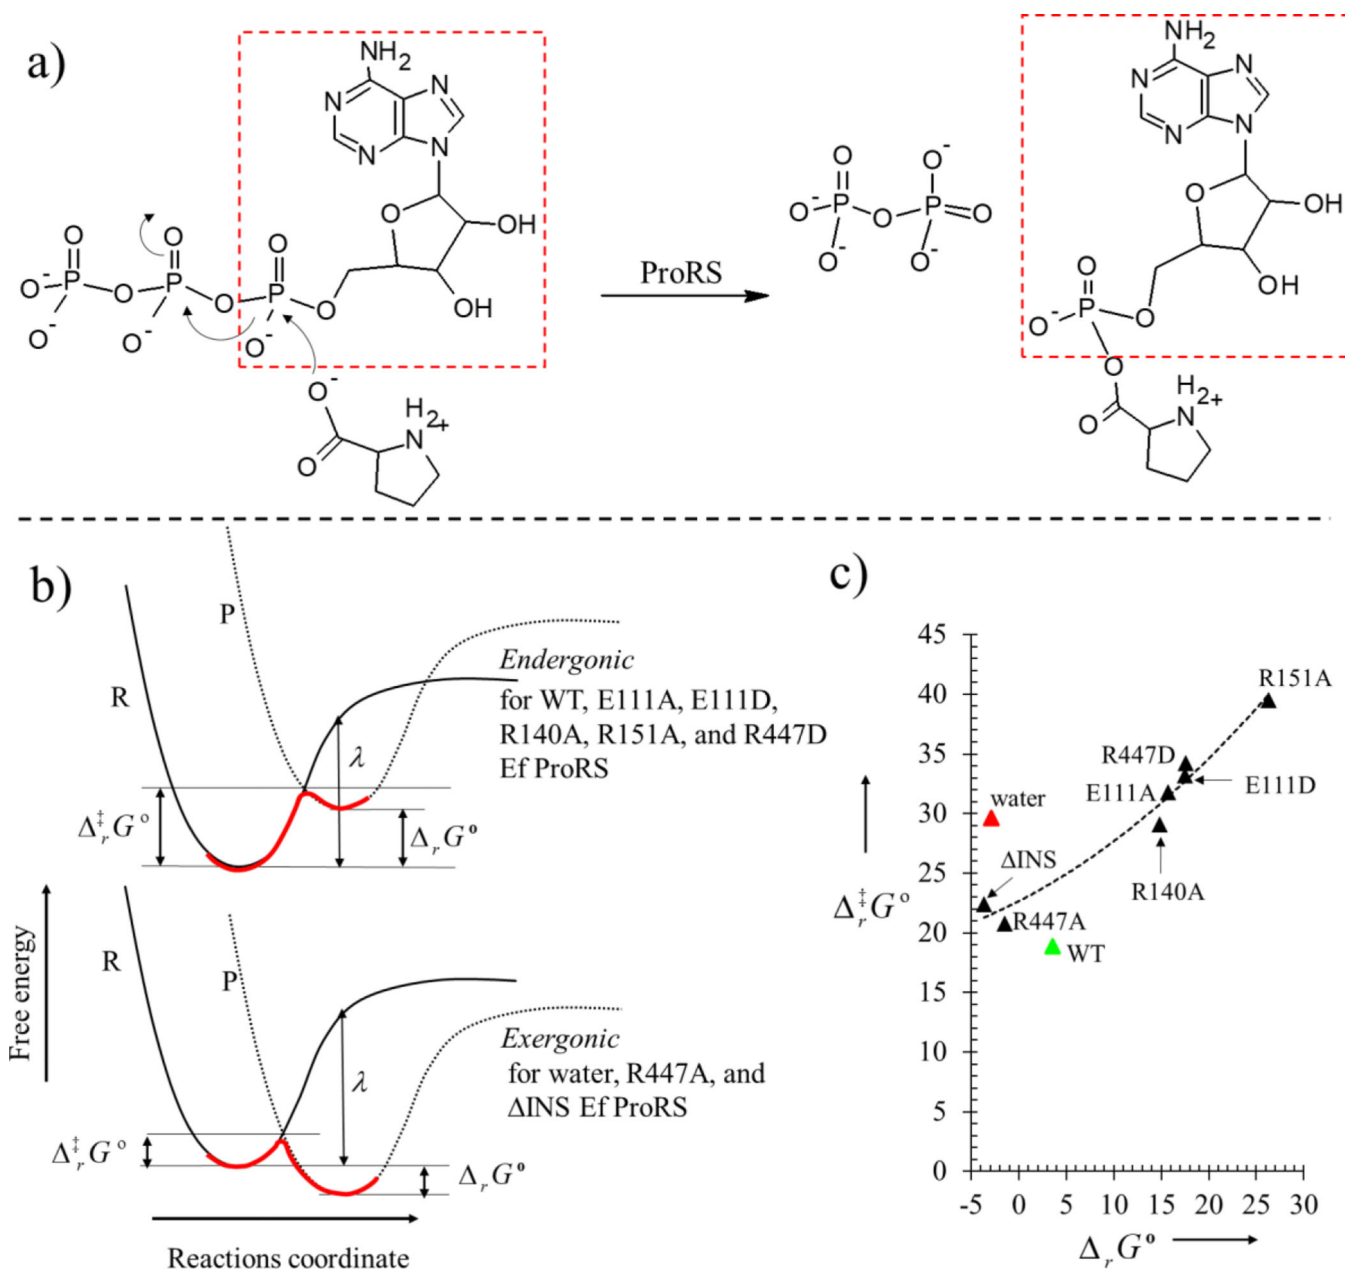 a)
NH₂
N
N
N
N
O
OH
OH
O
O
O
O⁻
P
O
P
O
P
O
O⁻
O⁻
O⁻
O⁻
O
H₂
N+
ProRS
O
O⁻
O⁻
P
O
P
O
O⁻
O⁻
NH₂
N
N
N
N
O
OH
OH
O
O⁻
P
O
O
O
H₂
N+
b)
P
R
Endergonic
for WT, E111A, E111D,
R140A, R151A, and R447D
Ef ProRS
λ
Δ‡rG°
ΔrG°
Free energy
R
P
Exergonic
for water, R447A, and
ΔINS Ef ProRS
λ
Δ‡rG°
ΔrG°
Reactions coordinate
c)
45
40
35
30
25
20
15
10
5
0
R151A
R447D
E111A
E111D
water
R140A
ΔINS
R447A
WT
Δ‡rG°
-5 0 5 10 15 20 25 30
ΔrG°